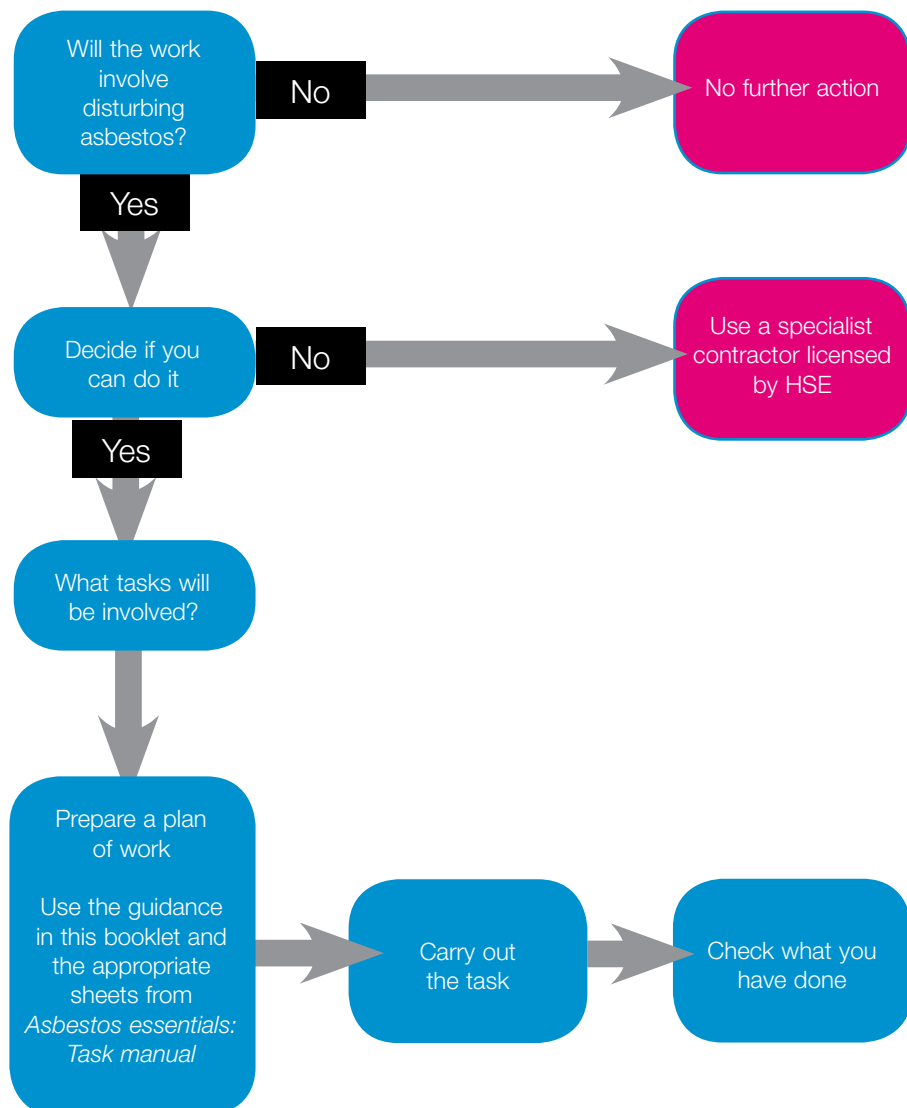 Will the work
involve
disturbing
asbestos?
No
No further action
Yes
Decide if you
can do it
No
Use a specialist
contractor licensed
by HSE
Yes
What tasks will
be involved?
Prepare a plan
of work
Use the guidance
in this booklet and
the appropriate
sheets from
Asbestos essentials:
Task manual
Carry out
the task
Check what you
have done